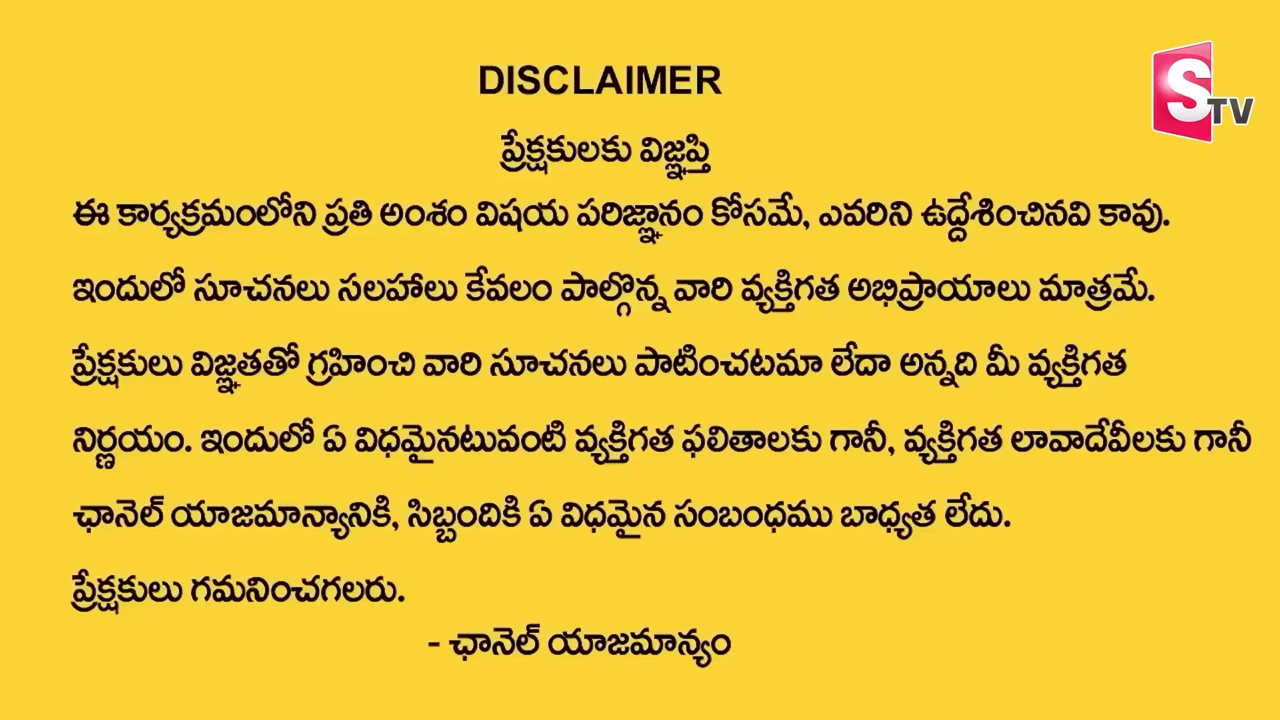 STV
DISCLAIMER
ప్రేక్షకులకు విజ్ఞప్తి
ఈ కార్యక్రమంలోని ప్రతి అంశం విషయ పరిజ్ఞానం కోసమే, ఎవరిని ఉద్దేశించినవి కావు.
ఇందులో సూచనలు సలహాలు కేవలం పాల్గొన్న వారి వ్యక్తిగత అభిప్రాయాలు మాత్రమే.
ప్రేక్షకులు విజ్ఞతతో గ్రహించి వారి సూచనలు పాటించటమా లేదా అన్నది మీ వ్యక్తిగత
నిర్ణయం. ఇందులో ఏ విధమైనటువంటి వ్యక్తిగత ఫలితాలకు గానీ, వ్యక్తిగత లావాదేవీలకు గానీ
ఛానెల్ యాజమాన్యానికి, సిబ్బందికి ఏ విధమైన సంబంధము బాధ్యత లేదు.
ప్రేక్షకులు గమనించగలరు.
- ఛానెల్ యాజమాన్యం